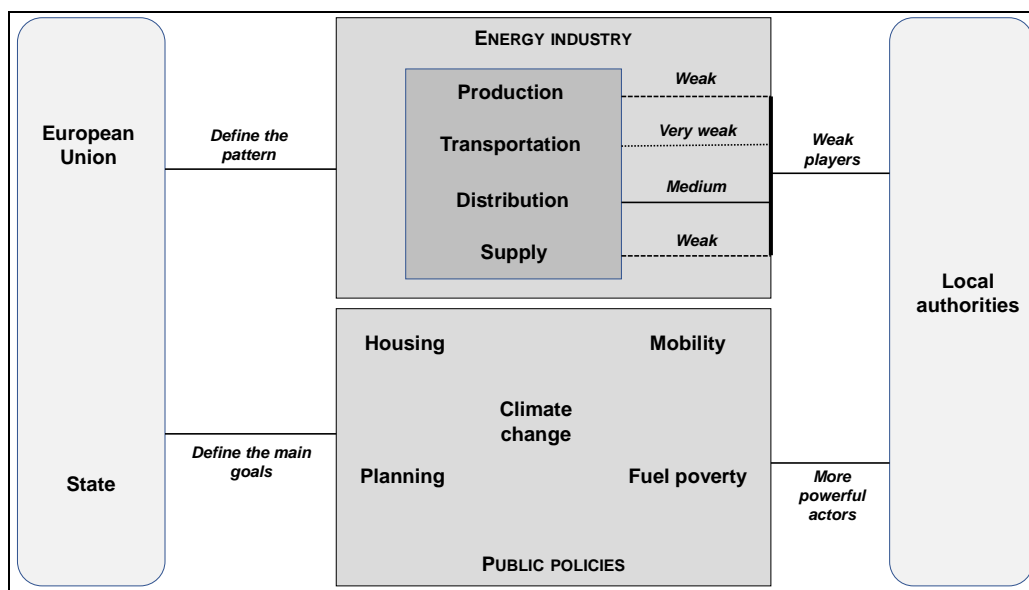 ENERGY INDUSTRY
Production
Weak
Transportation
Very weak
Distribution
Medium
Supply
Weak
European
Union
Define the
pattern
Weak
players
State
Define the main
goals
Housing
Mobility
Climate
change
Planning
Fuel poverty
PUBLIC POLICIES
More
powerful
actors
Local
authorities